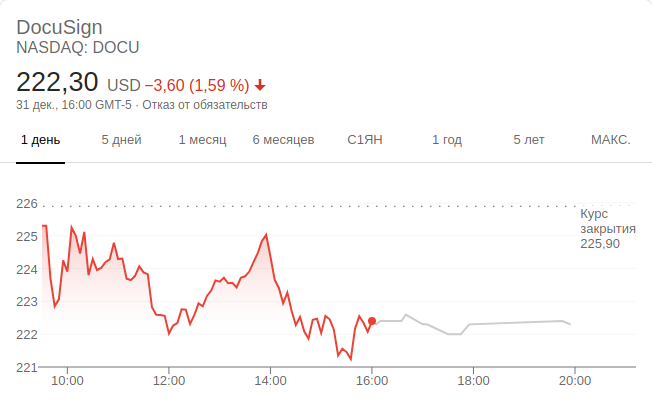 DocuSign
NASDAQ: DOCU
222,30 USD −3,60 (1,59 %)
31 дек., 16:00 GMT-5 · Отказ от обязательств
1 день 5 дней 1 месяц 6 месяцев С1ЯН 1 год 5 лет МАКС.
226
Курс
закрытия
225,90
225
224
223
222
221
10:00 12:00 14:00 16:00 18:00 20:00